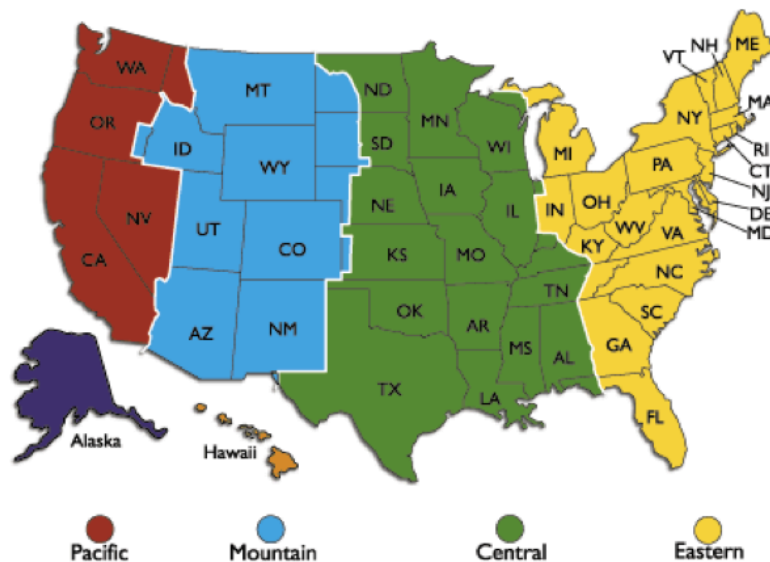 WA
MT
ND
MN
VT
NH
ME
OR
ID
WY
SD
WI
MI
NY
MA
RI
CT
NJ
DE
MD
PA
NV
UT
CO
NE
IA
IL
IN
OH
WV
VA
CA
KS
MO
KY
NC
AZ
NM
OK
AR
TN
SC
TX
LA
MS
AL
GA
FL
Alaska
Hawaii
Pacific
Mountain
Central
Eastern